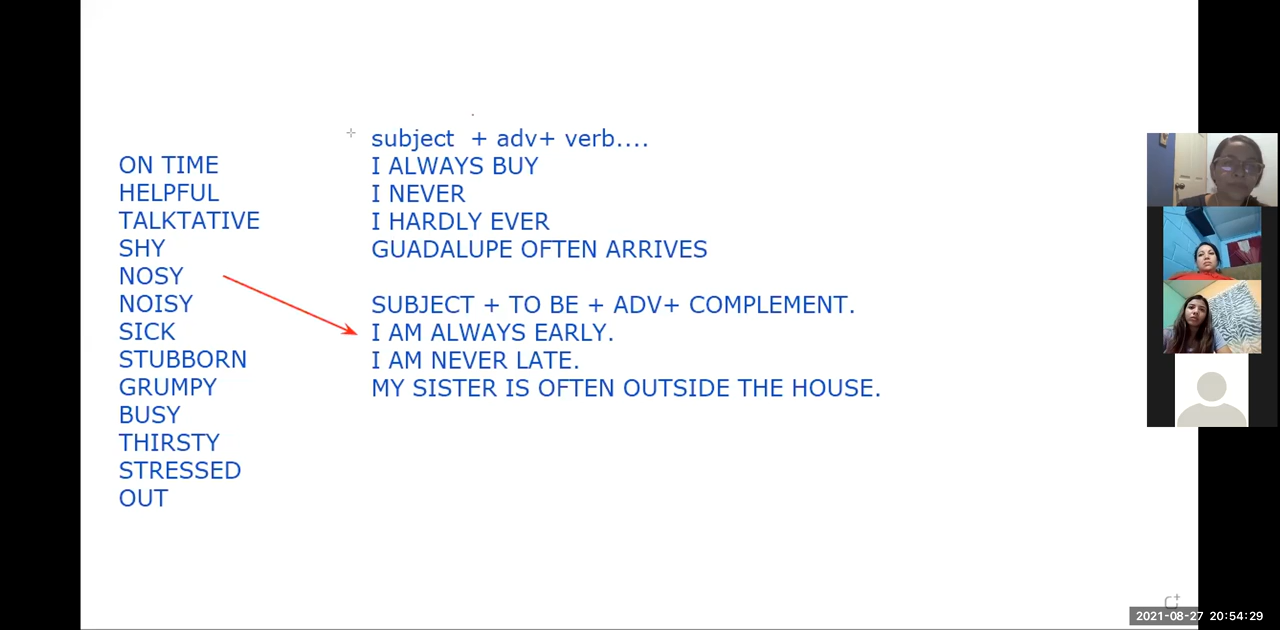 ON TIME
HELPFUL
TALKTATIVE
SHY
NOSY
NOISY
SICK
STUBBORN
GRUMPY
BUSY
THIRSTY
STRESSED
OUT
subject + adv+ verb....
I ALWAYS BUY
I NEVER
I HARDLY EVER
GUADALUPE OFTEN ARRIVES
SUBJECT + TO BE + ADV+ COMPLEMENT.
I AM ALWAYS EARLY.
I AM NEVER LATE.
MY SISTER IS OFTEN OUTSIDE THE HOUSE.
2021-08-27 20:54:29